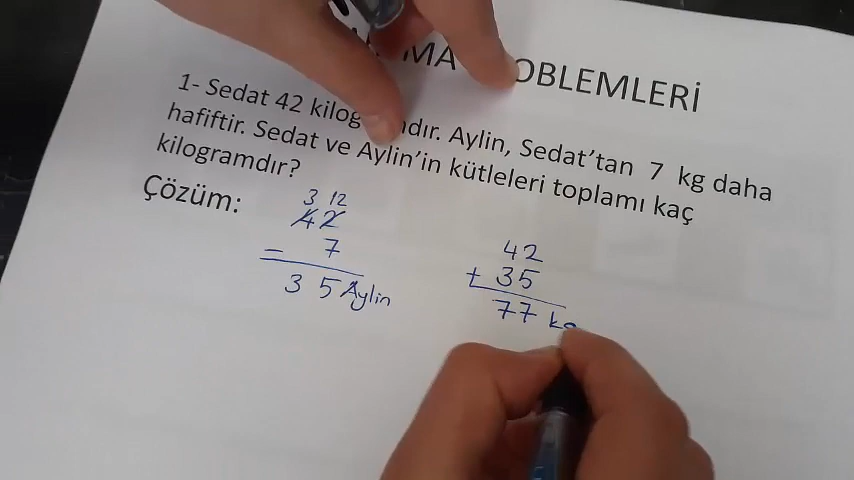 MA OBLEMLERİ
1- Sedat 42 kilog ndır. Aylin, Sedat'tan 7 kg daha
hafiftir. Sedat ve Aylin'in kütleleri toplamı kaç
kilogramdır?
Çözüm:
3 12
42
7
35 Aylin
42
+ 35
77 kg